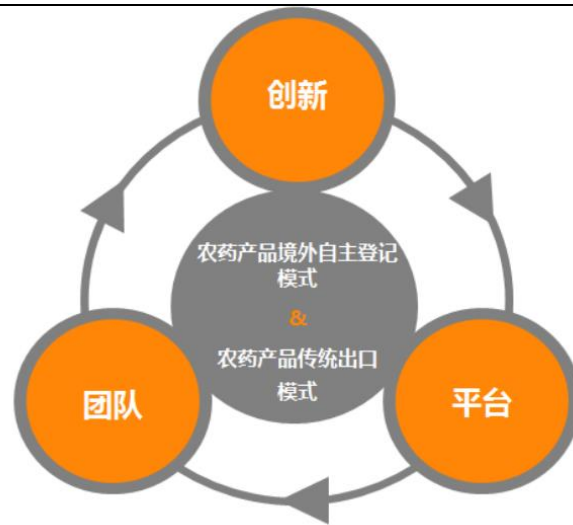 创新
农药产品境外自主登记
模式
&
农药产品传统出口
模式
团队
平台